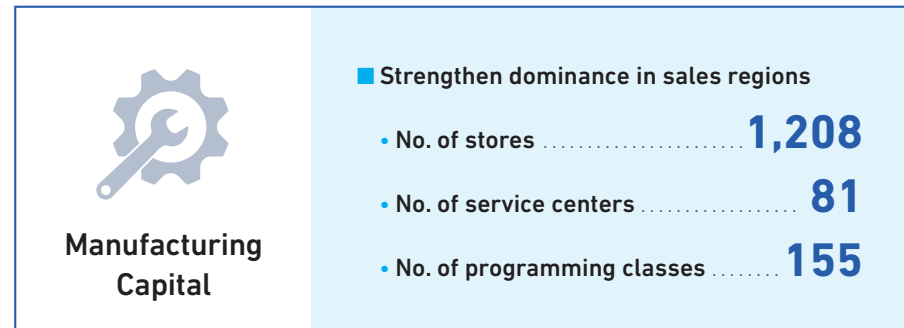 Manufacturing
Capital
■ Strengthen dominance in sales regions
• No. of stores ...................... 1,208
• No. of service centers ................. 81
• No. of programming classes ........ 155